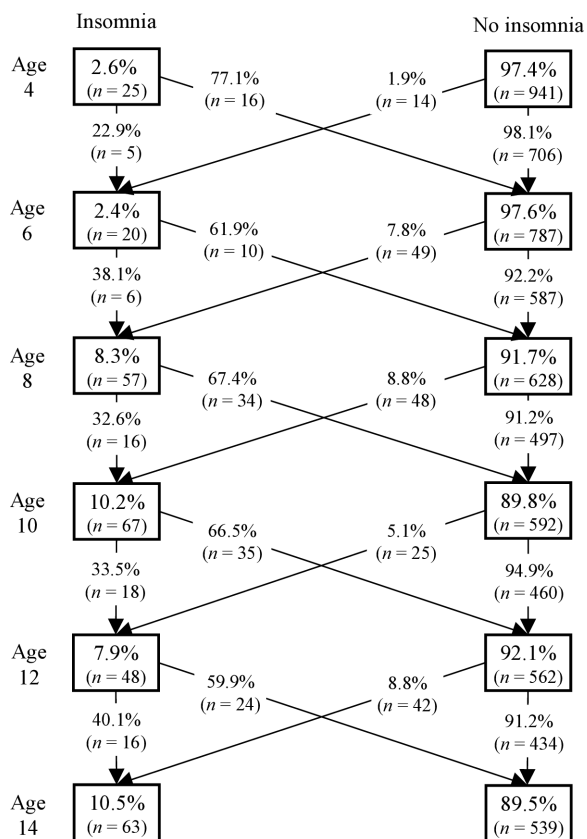 Insomnia
No insomnia
Age
4
2.6%
(n = 25)
77.1%
(n = 16)
1.9%
(n = 14)
97.4%
(n = 941)
22.9%
(n = 5)
98.1%
(n = 706)
Age
6
2.4%
(n = 20)
61.9%
(n = 10)
7.8%
(n = 49)
97.6%
(n = 787)
38.1%
(n = 6)
92.2%
(n = 587)
Age
8
8.3%
(n = 57)
67.4%
(n = 34)
8.8%
(n = 48)
91.7%
(n = 628)
32.6%
(n = 16)
91.2%
(n = 497)
Age
10
10.2%
(n = 67)
66.5%
(n = 35)
5.1%
(n = 25)
89.8%
(n = 592)
33.5%
(n = 18)
94.9%
(n = 460)
Age
12
7.9%
(n = 48)
59.9%
(n = 24)
8.8%
(n = 42)
92.1%
(n = 562)
40.1%
(n = 16)
91.2%
(n = 434)
Age
14
10.5%
(n = 63)
89.5%
(n = 539)